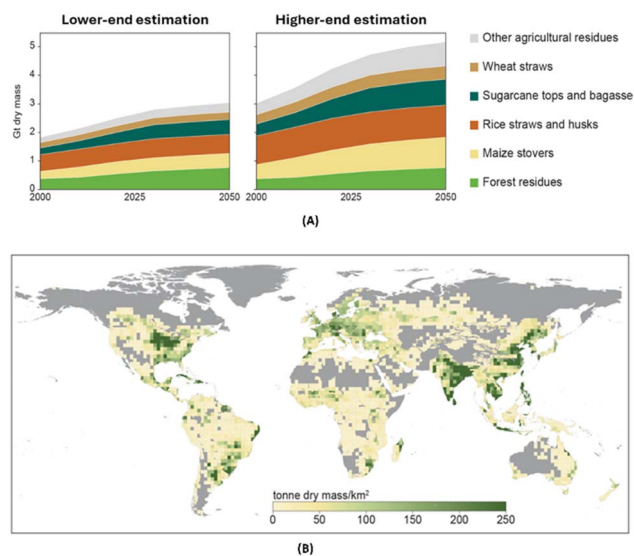 Lower-end estimation
Higher-end estimation
Gt dry mass
5
4
3
2
1
0
2000
2025
2050
2000
2025
2050
Other agricultural residues
Wheat straws
Sugarcane tops and bagasse
Rice straws and husks
Maize stovers
Forest residues
(A)
tonne dry mass/km²
0
50
100
150
200
250
(B)